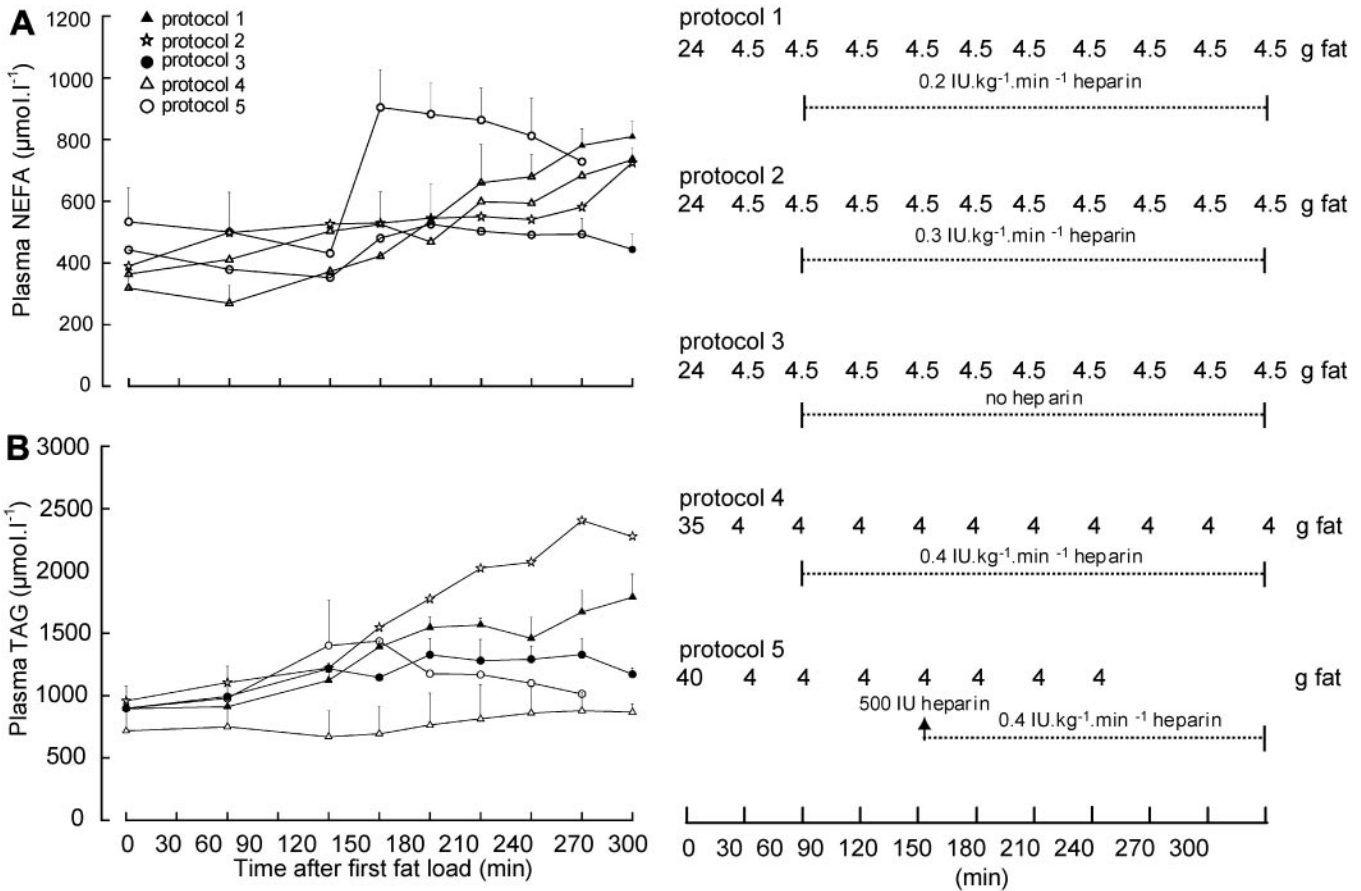 A
1200
1000
800
600
400
200
0
Plasma NEFA (µmol.l⁻¹)
protocol 1
protocol 2
protocol 3
protocol 4
protocol 5
B
3000
2500
2000
1500
1000
500
0
Plasma TAG (µmol.l⁻¹)
0 30 60 90 120 150 190 210 240 270 300
Time after first fat load (min)
protocol 1
24 4.5 4.5 4.5 4.5 4.5 4.5 4.5 4.5 4.5 4.5 g fat
0.2 IU.kg⁻¹.min ⁻¹ heparin
protocol 2
24 4.5 4.5 4.5 4.5 4.5 4.5 4.5 4.5 4.5 4.5 g fat
0.3 IU.kg⁻¹.min ⁻¹ heparin
protocol 3
24 4.5 4.5 4.5 4.5 4.5 4.5 4.5 4.5 4.5 4.5 g fat
no heparin
protocol 4
35 4 4 4 4 4 4 4 4 4 4 g fat
0.4 IU.kg⁻¹.min ⁻¹ heparin
protocol 5
40 4 4 4 4 4 4 4 g fat
500 IU heparin
0.4 IU.kg⁻¹.min ⁻¹ heparin
0 30 60 90 120 150 180 210 240 270 300
(min)